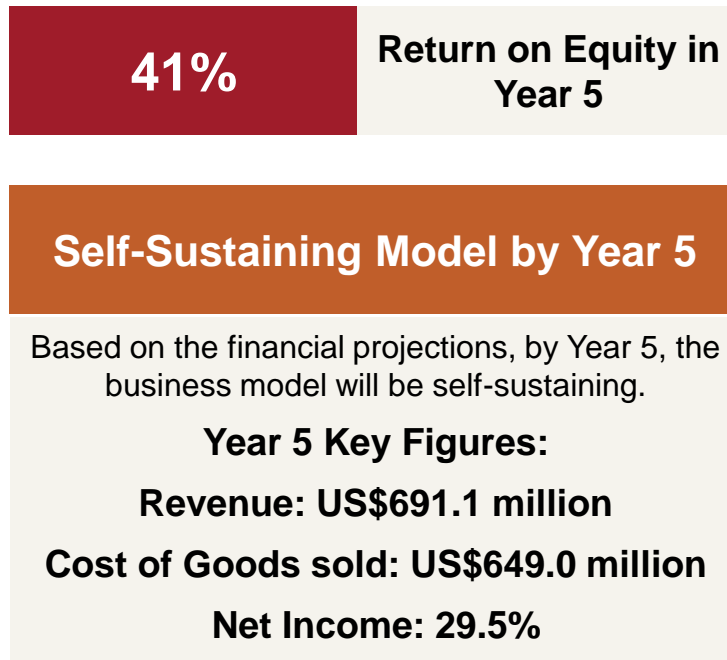 41%
Return on Equity in
Year 5
Self-Sustaining Model by Year 5
Based on the financial projections, by Year 5, the
business model will be self-sustaining.
Year 5 Key Figures:
Revenue: US$691.1 million
Cost of Goods sold: US$649.0 million
Net Income: 29.5%